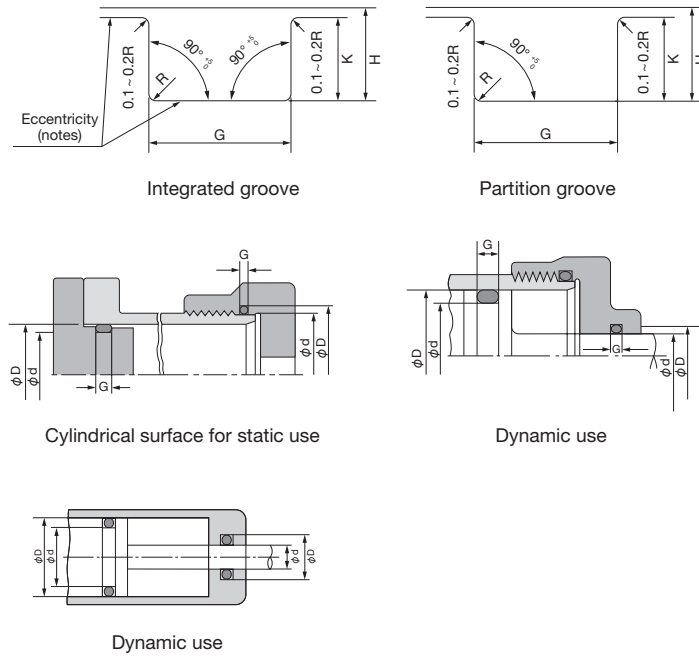 90° +5 0
90° +5 0
0.1 ~ 0.2R
R
0.1 ~ 0.2R
K
H
Eccentricity
(notes)
G
Integrated groove
90° +5 0
0.1 ~ 0.2R
R
0.1 ~ 0.2R
K
H
G
Partition groove
G
φD
φd
G
φd
φD
Cylindrical surface for static use
G
φD
φd
G
φd
φD
Dynamic use
φD
φd
φd
φD
Dynamic use